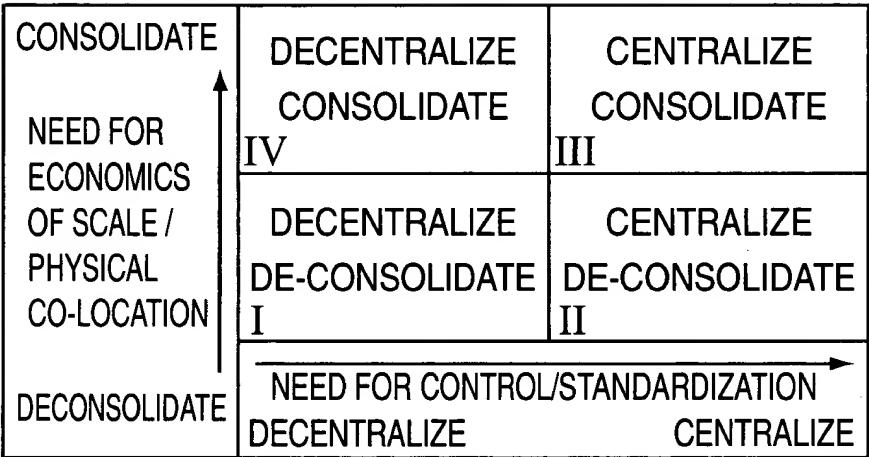 CONSOLIDATE
NEED FOR
ECONOMICS
OF SCALE /
PHYSICAL
CO-LOCATION
DECONSOLIDATE
DECENTRALIZE
CONSOLIDATE
IV
CENTRALIZE
CONSOLIDATE
III
DECENTRALIZE
DE-CONSOLIDATE
I
CENTRALIZE
DE-CONSOLIDATE
II
NEED FOR CONTROL/STANDARDIZATION
DECENTRALIZE CENTRALIZE